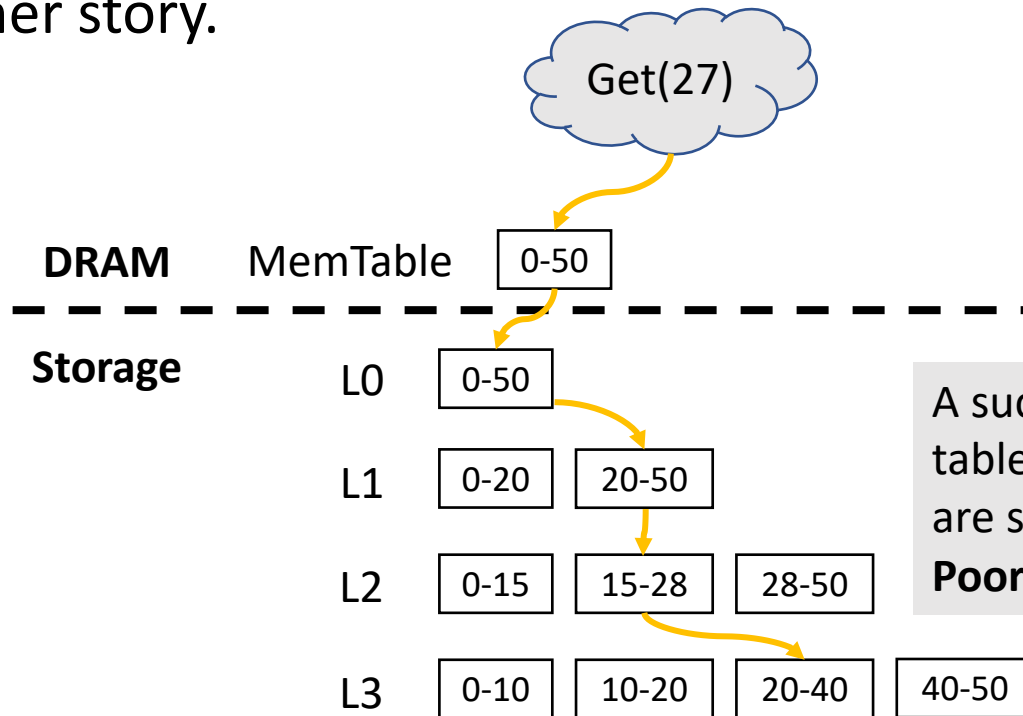 her story.
Get(27)
DRAM MemTable 0-50
Storage
L0 0-50
A suc
table
are s
Poor
L1 0-20 20-50
L2 0-15 15-28 28-50
L3 0-10 10-20 20-40 40-50